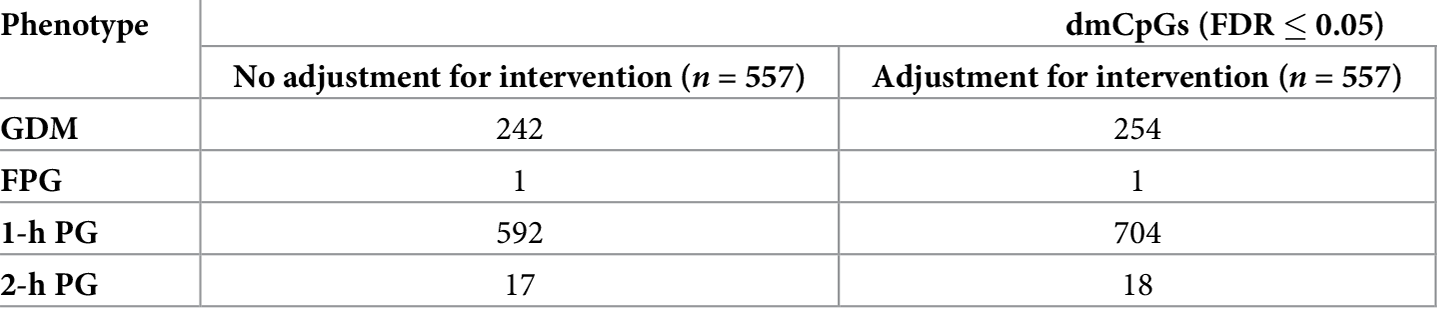 Phenotype dmCpGs (FDR ≤ 0.05)
No adjustment for intervention (n = 557) Adjustment for intervention (n = 557)
GDM 242 254
FPG 1 1
1-h PG 592 704
2-h PG 17 18